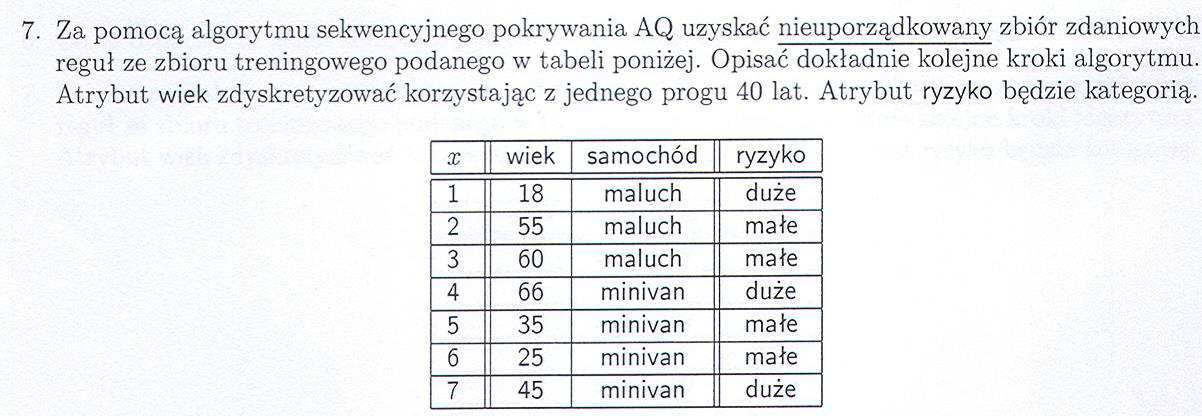 7. Za pomocą algorytmu sekwencyjnego pokrywania AQ uzyskać nieuporządkowany zbiór zdaniowych
reguł ze zbioru treningowego podanego w tabeli poniżej. Opisać dokładnie kolejne kroki algorytmu.
Atrybut wiek zdyskretyzować korzystając z jednego progu 40 lat. Atrybut ryzyko będzie kategorią.
x wiek samochód ryzyko
1 18 maluch duże
2 55 maluch małe
3 60 maluch małe
4 66 minivan duże
5 35 minivan małe
6 25 minivan małe
7 45 minivan duże